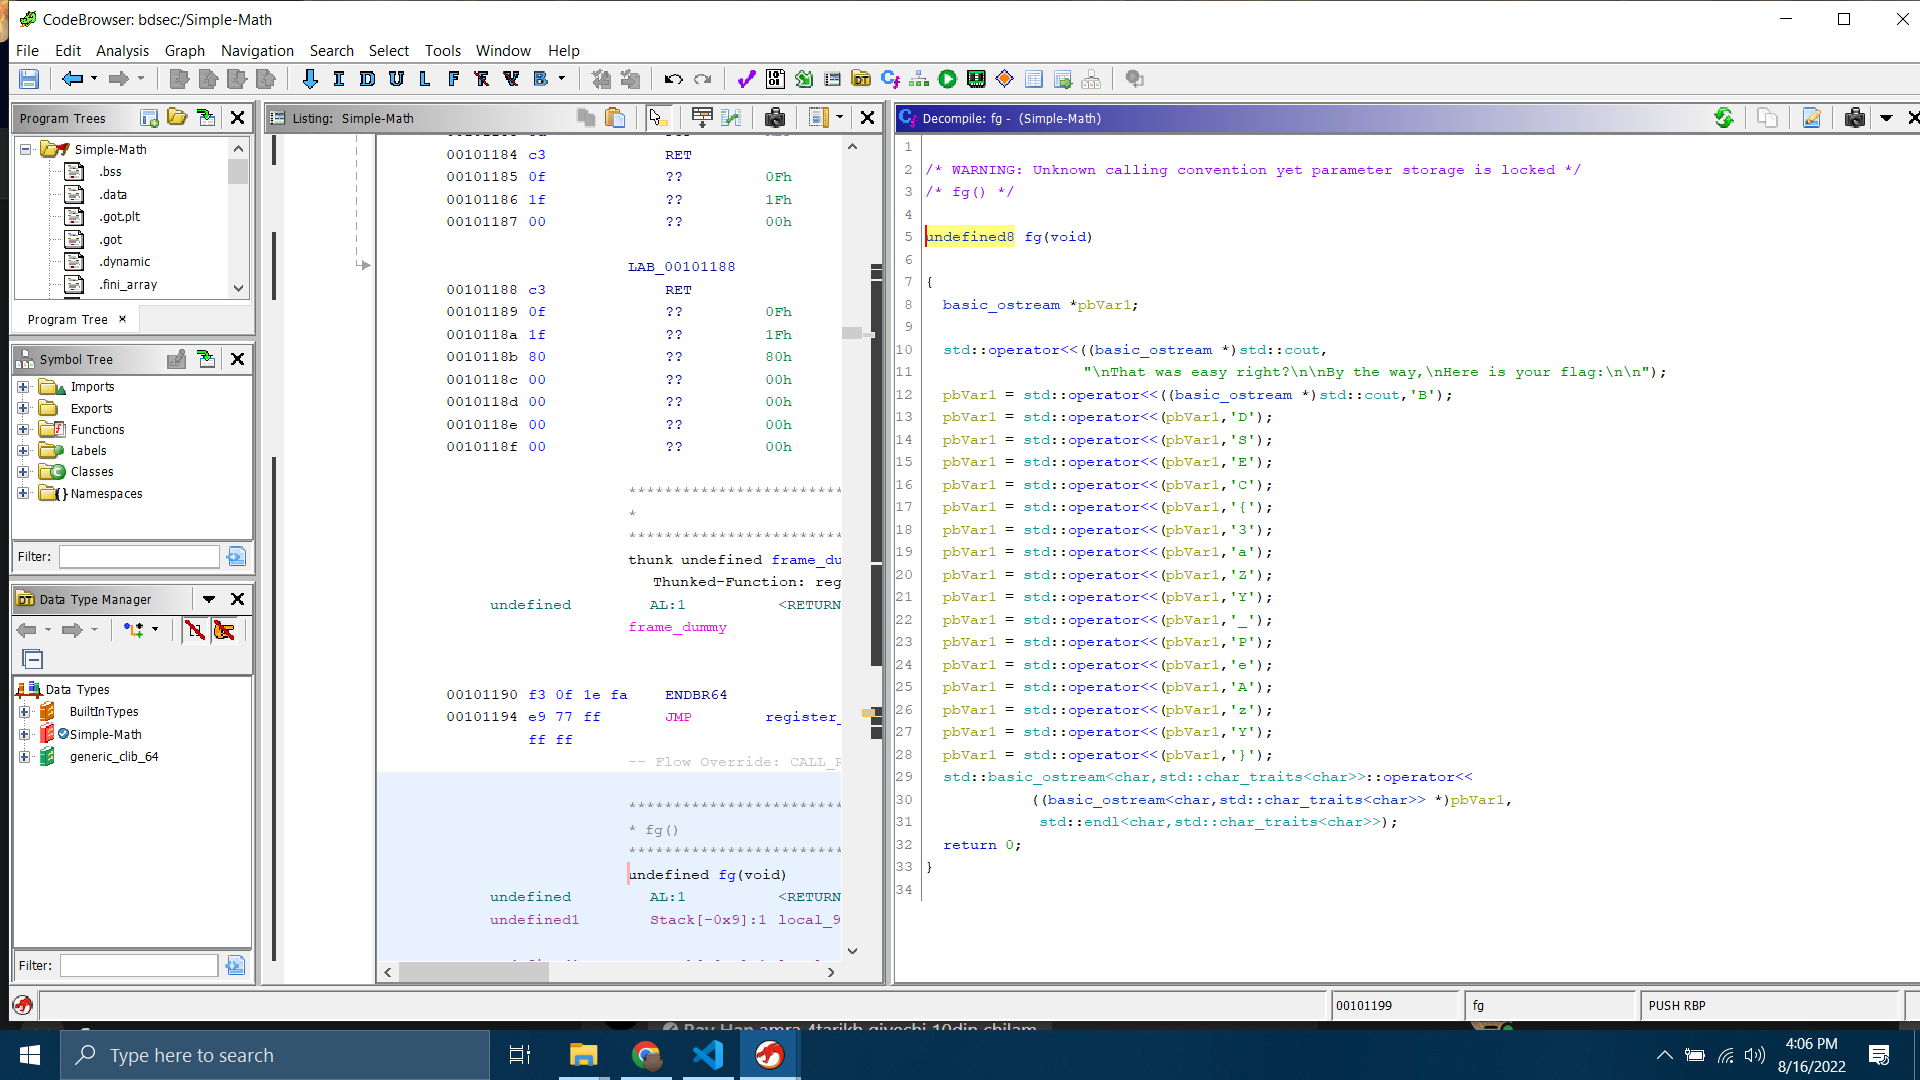 CodeBrowser: bdsec:/Simple-Math
File Edit Analysis Graph Navigation Search Select Tools Window Help
Program Trees
Simple-Math
.bss
.data
.got.plt
.got
.dynamic
.fini_array
Program Tree
Symbol Tree
Imports
Exports
Functions
Labels
Classes
Namespaces
Filter:
Data Type Manager
Data Types
BuiltInTypes
Simple-Math
generic_clib_64
Filter:
Listing: Simple-Math
00101184 c3 RET
00101185 0f ?? 0Fh
00101186 1f ?? 1Fh
00101187 00 ?? 00h
LAB_00101188
00101188 c3 RET
00101189 0f ?? 0Fh
0010118a 1f ?? 1Fh
0010118b 80 ?? 80h
0010118c 00 ?? 00h
0010118d 00 ?? 00h
0010118e 00 ?? 00h
0010118f 00 ?? 00h
************************
*
************************
thunk undefined frame_du
Thunked-Function: reg
undefined AL:1 <RETURN
frame_dummy
00101190 f3 0f 1e fa ENDBR64
00101194 e9 77 ff JMP register_
ff ff
-- Flow Override: CALL_R
************************
* fg()
************************
undefined fg(void)
undefined AL:1 <RETURN
undefined1 Stack[-0x9]:1 local_9
Decompile: fg - (Simple-Math)
1
2 /* WARNING: Unknown calling convention yet parameter storage is locked */
3 /* fg() */
4
5 undefined8 fg(void)
6
7 {
8 basic_ostream *pbVar1;
9
10 std::operator<<((basic_ostream *)std::cout,
11 "\nThat was easy right?\n\nBy the way,\nHere is your flag:\n\n");
12 pbVar1 = std::operator<<((basic_ostream *)std::cout,'B');
13 pbVar1 = std::operator<<(pbVar1,'D');
14 pbVar1 = std::operator<<(pbVar1,'S');
15 pbVar1 = std::operator<<(pbVar1,'E');
16 pbVar1 = std::operator<<(pbVar1,'C');
17 pbVar1 = std::operator<<(pbVar1,'{');
18 pbVar1 = std::operator<<(pbVar1,'3');
19 pbVar1 = std::operator<<(pbVar1,'a');
20 pbVar1 = std::operator<<(pbVar1,'Z');
21 pbVar1 = std::operator<<(pbVar1,'Y');
22 pbVar1 = std::operator<<(pbVar1,'_');
23 pbVar1 = std::operator<<(pbVar1,'P');
24 pbVar1 = std::operator<<(pbVar1,'e');
25 pbVar1 = std::operator<<(pbVar1,'A');
26 pbVar1 = std::operator<<(pbVar1,'z');
27 pbVar1 = std::operator<<(pbVar1,'Y');
28 pbVar1 = std::operator<<(pbVar1,'}');
29 std::basic_ostream<char,std::char_traits<char>>::operator<<
30 ((basic_ostream<char,std::char_traits<char>> *)pbVar1,
31 std::endl<char,std::char_traits<char>>);
32 return 0;
33 }
34
00101199 fg PUSH RBP
Type here to search
4:06 PM
8/16/2022